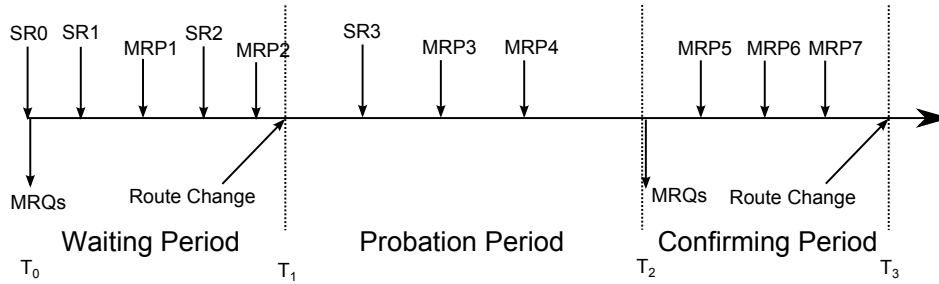 SR0 SR1 MRP1 SR2 MRP2 SR3 MRP3 MRP4 MRP5 MRP6 MRP7
MRQs Route Change MRQs Route Change
Waiting Period Probation Period Confirming Period
T0 T1 T2 T3